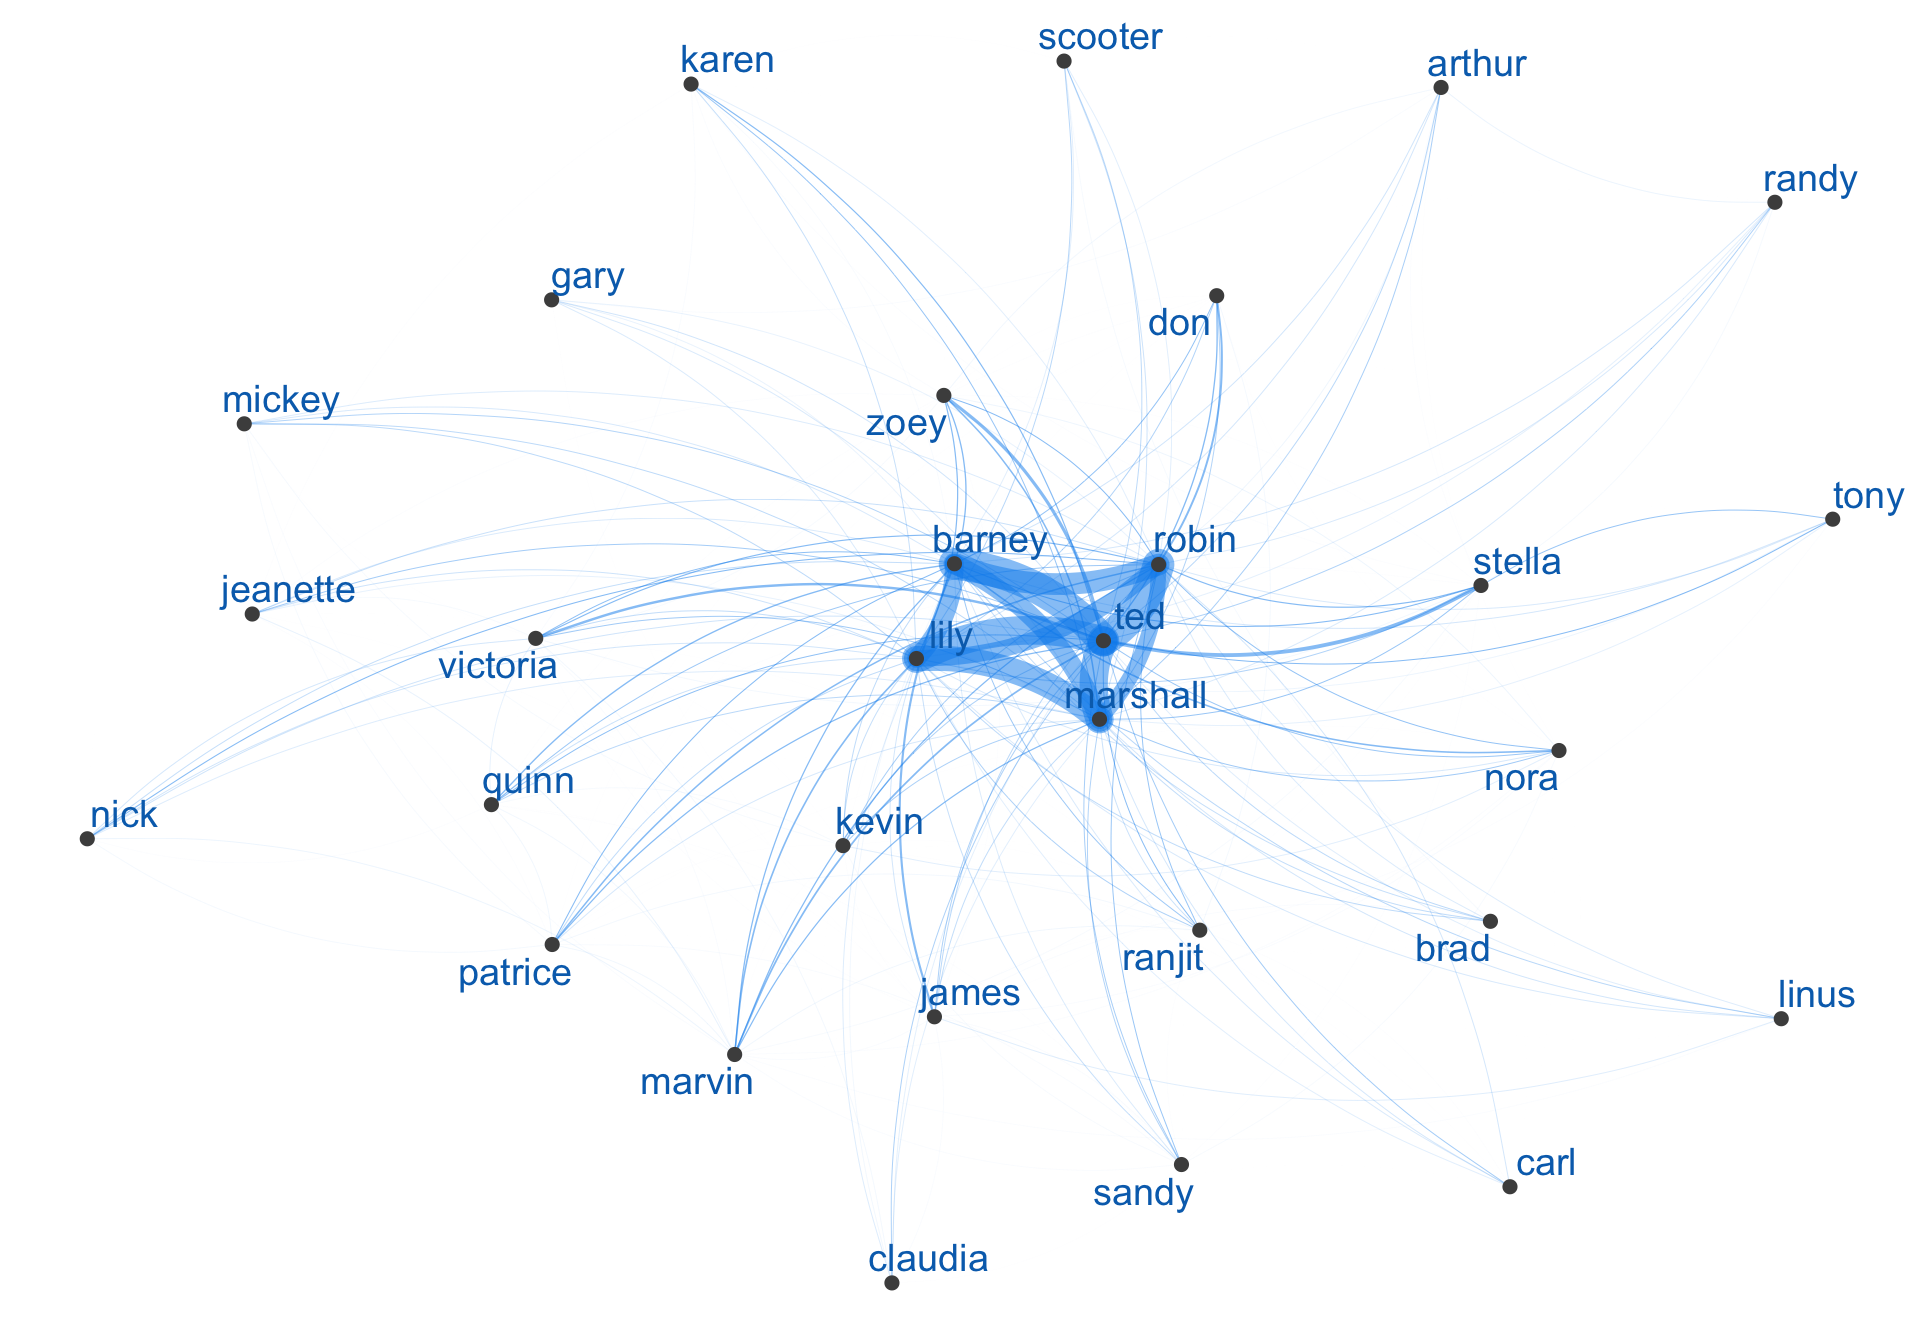 scooter
karen
arthur
randy
gary
don
mickey
zoey
tony
barney
robin
stella
jeanette
ted
lily
victoria
marshall
quinn
nora
nick
kevin
brad
ranjit
patrice
james
linus
marvin
carl
sandy
claudia